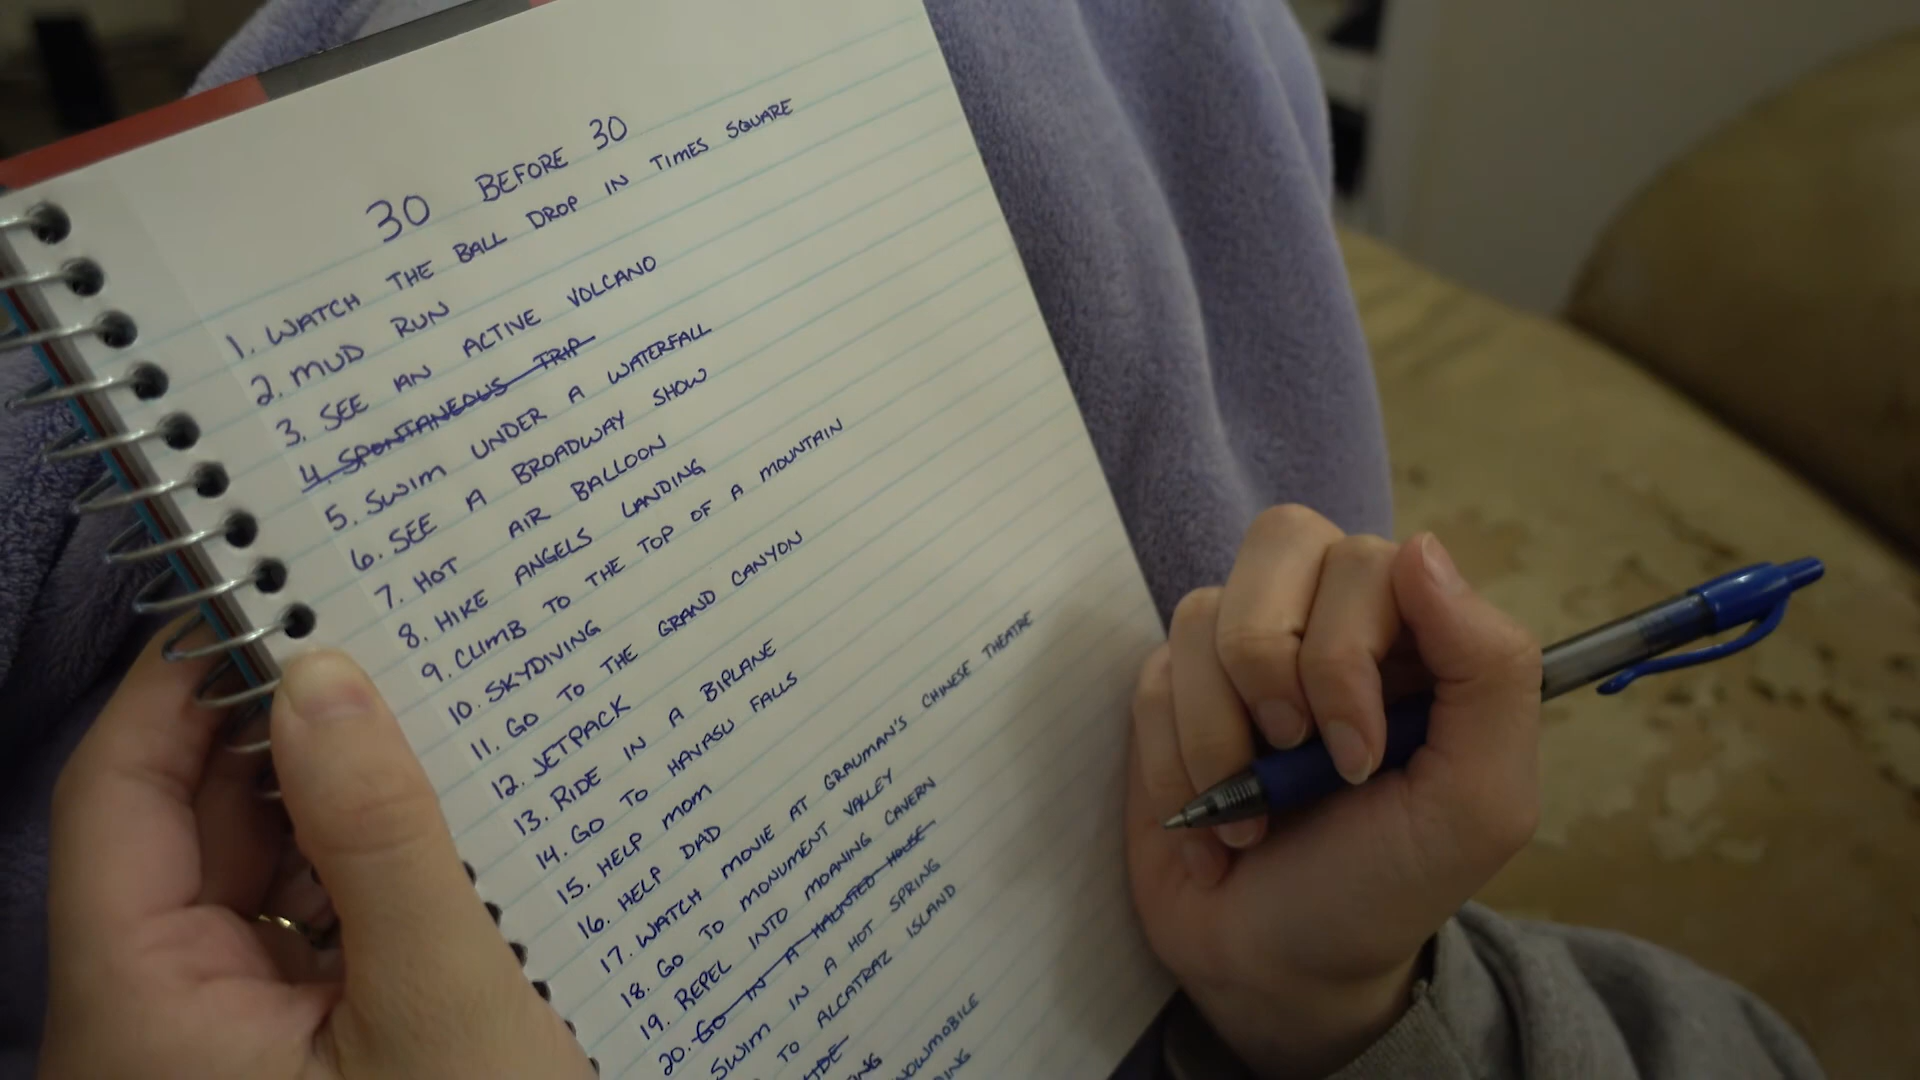 30 BEFORE 30
1. WATCH THE BALL DROP IN TIMES SQUARE
2. MUD RUN
3. SEE AN ACTIVE VOLCANO
4. SPONTANEOUS TRIP
5. SWIM UNDER A WATERFALL
6. SEE A BROADWAY SHOW
7. HOT AIR BALLOON
8. HIKE ANGELS LANDING
9. CLIMB TO THE TOP OF A MOUNTAIN
10. SKYDIVING
11. GO TO THE GRAND CANYON
12. JETPACK
13. RIDE IN A BIPLANE
14. GO TO HAVASU FALLS
15. HELP MOM
16. HELP DAD
17. WATCH MOVIE AT GRAUMAN'S CHINESE THEATRE
18. GO TO MONUMENT VALLEY
19. REPEL INTO MOANING CAVERN
20. GO IN A HAUNTED HOUSE
SWIM IN A HOT SPRING
TO ALCATRAZ ISLAND
SNOWMOBILE